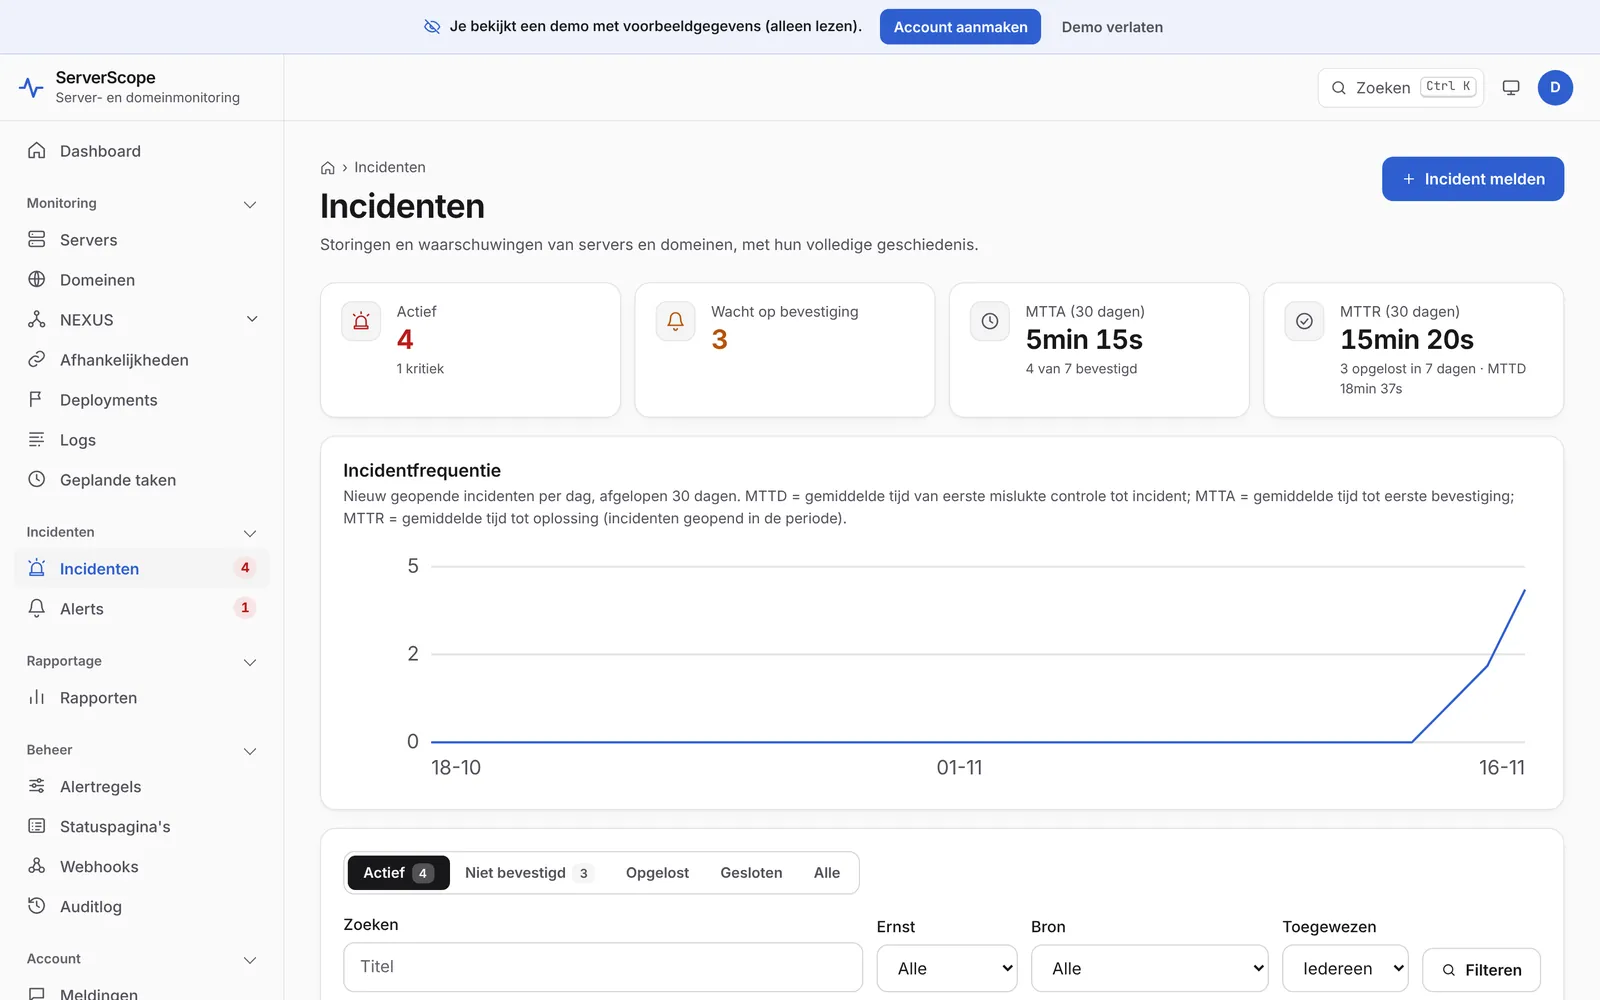 Je bekijkt een demo met voorbeeldgegevens (alleen lezen).
Account aanmaken
Demo verlaten
ServerScope
Server- en domeinmonitoring
Zoeken
Ctrl K
D
Dashboard
Monitoring
Servers
Domeinen
NEXUS
Afhankelijkheden
Deployments
Logs
Geplande taken
Incidenten
Incidenten 4
Alerts 1
Rapportage
Rapporten
Beheer
Alertregels
Statuspagina's
Webhooks
Auditlog
Account
Meldingen
› Incidenten
Incidenten
Storingen en waarschuwingen van servers en domeinen, met hun volledige geschiedenis.
+ Incident melden
Actief
4
1 kritiek
Wacht op bevestiging
3
MTTA (30 dagen)
5min 15s
4 van 7 bevestigd
MTTR (30 dagen)
15min 20s
3 opgelost in 7 dagen · MTTD
18min 37s
Incidentfrequentie
Nieuw geopende incidenten per dag, afgelopen 30 dagen. MTTD = gemiddelde tijd van eerste mislukte controle tot incident; MTTA = gemiddelde tijd tot eerste bevestiging;
MTTR = gemiddelde tijd tot oplossing (incidenten geopend in de periode).
5
2
0
18-10
01-11
16-11
Actief 4
Niet bevestigd 3
Opgelost
Gesloten
Alle
Zoeken
Titel
Ernst
Alle
Bron
Alle
Toegewezen
Iedereen
Filteren